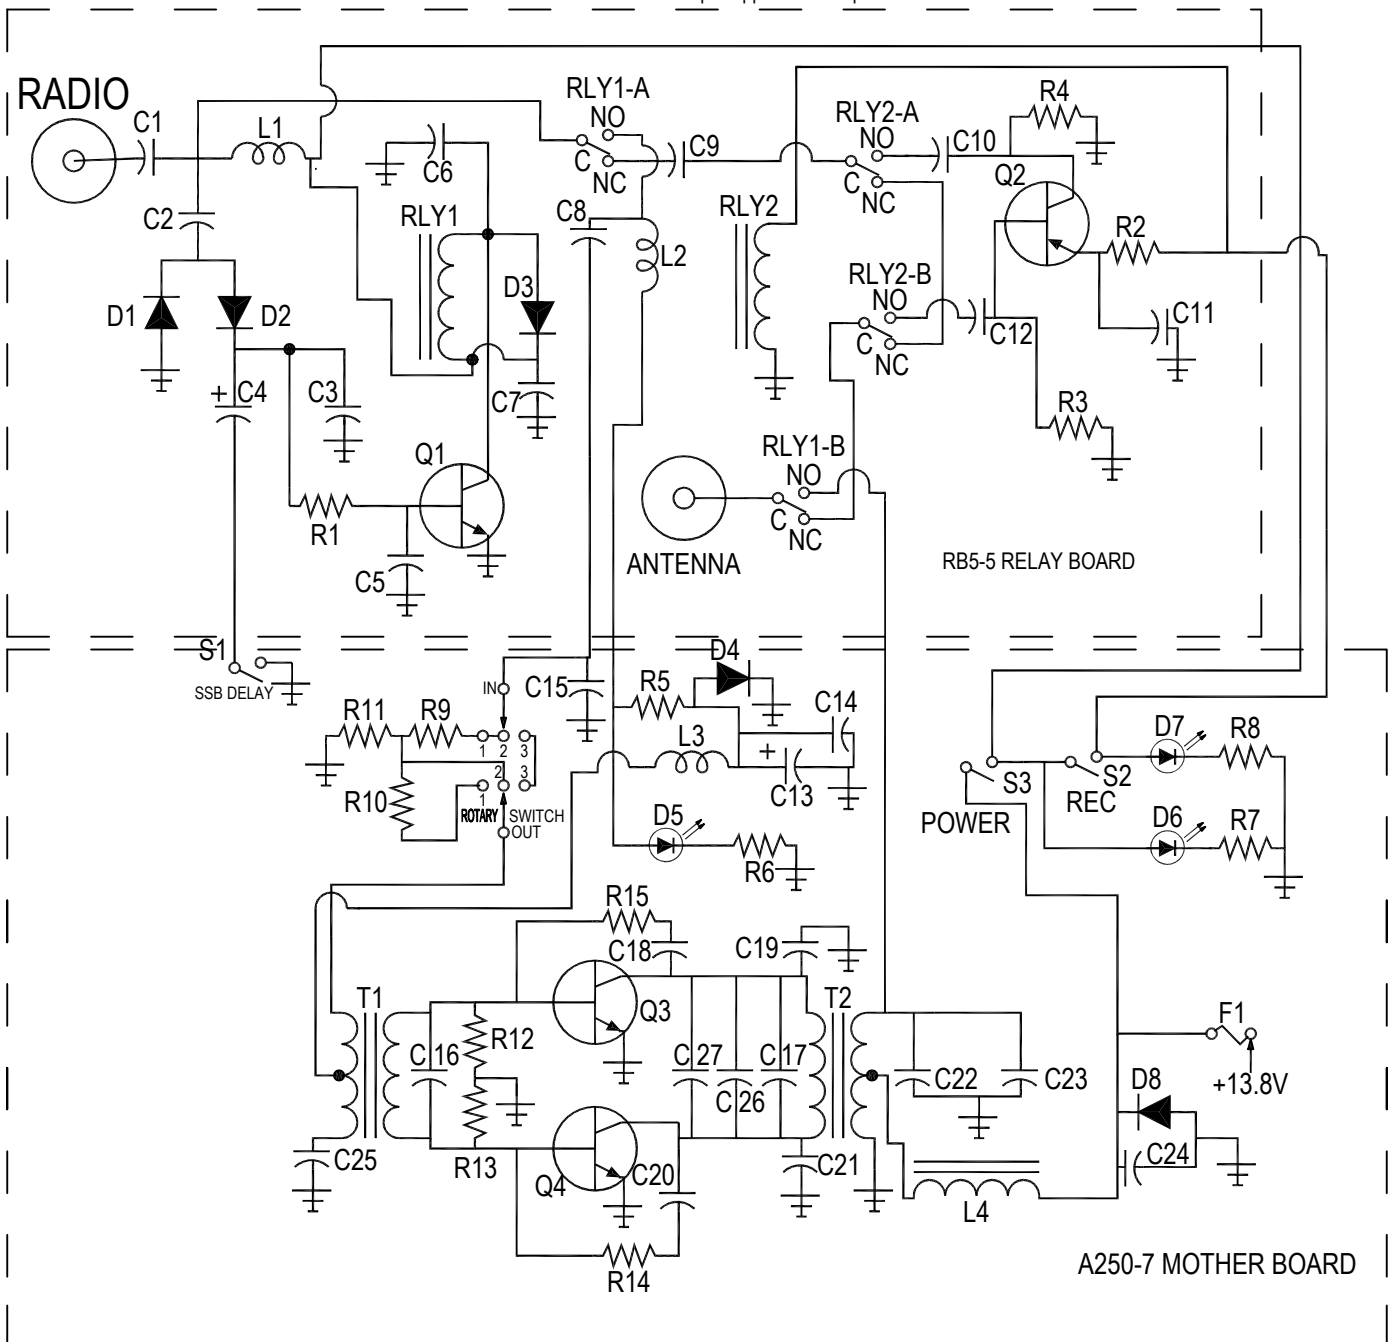 RADIO
C1
L1
C2
D1
D2
C4
+
C3
R1
C5
Q1
C6
RLY1
D3
C7
RLY1-A
NO
C
NC
C9
C8
L2
RLY2
RLY2-A
NO
C
NC
C10
R4
Q2
R2
RLY2-B
NO
C
NC
C12
C11
R3
RLY1-B
NO
C
NC
ANTENNA
RB5-5 RELAY BOARD
S1
SSB DELAY
IN
C15
R11
R9
1
2
3
2
3
1
R10
ROTARY SWITCH
OUT
R5
D4
L3
+
C14
C13
D5
R6
S3
POWER
S2
REC
D7
R8
D6
R7
R15
C18
C19
Q3
T1
C16
R12
R13
C27
C26
C17
T2
Q4
C20
C21
R14
C25
C22
C23
F1
+13.8V
D8
C24
L4
A250-7 MOTHER BOARD